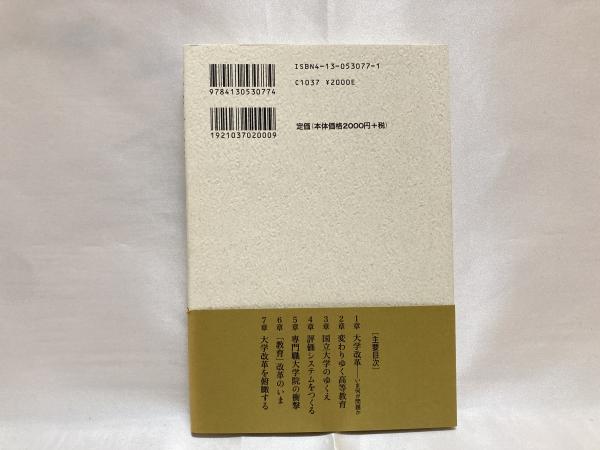 ISBN4-13-053077-1
C1037 ¥2000E
9784130530774
定価(本体価格2000円+税)
1921037020009
[主要目次]
1章 大学改革——いま何が問題か
2章 変わりゆく高等教育
3章 国立大学のゆくえ
4章 評価システムをつくる
5章 専門職大学院の衝撃
6章 「教育」改革のいま
7章 大学改革を俯瞰する